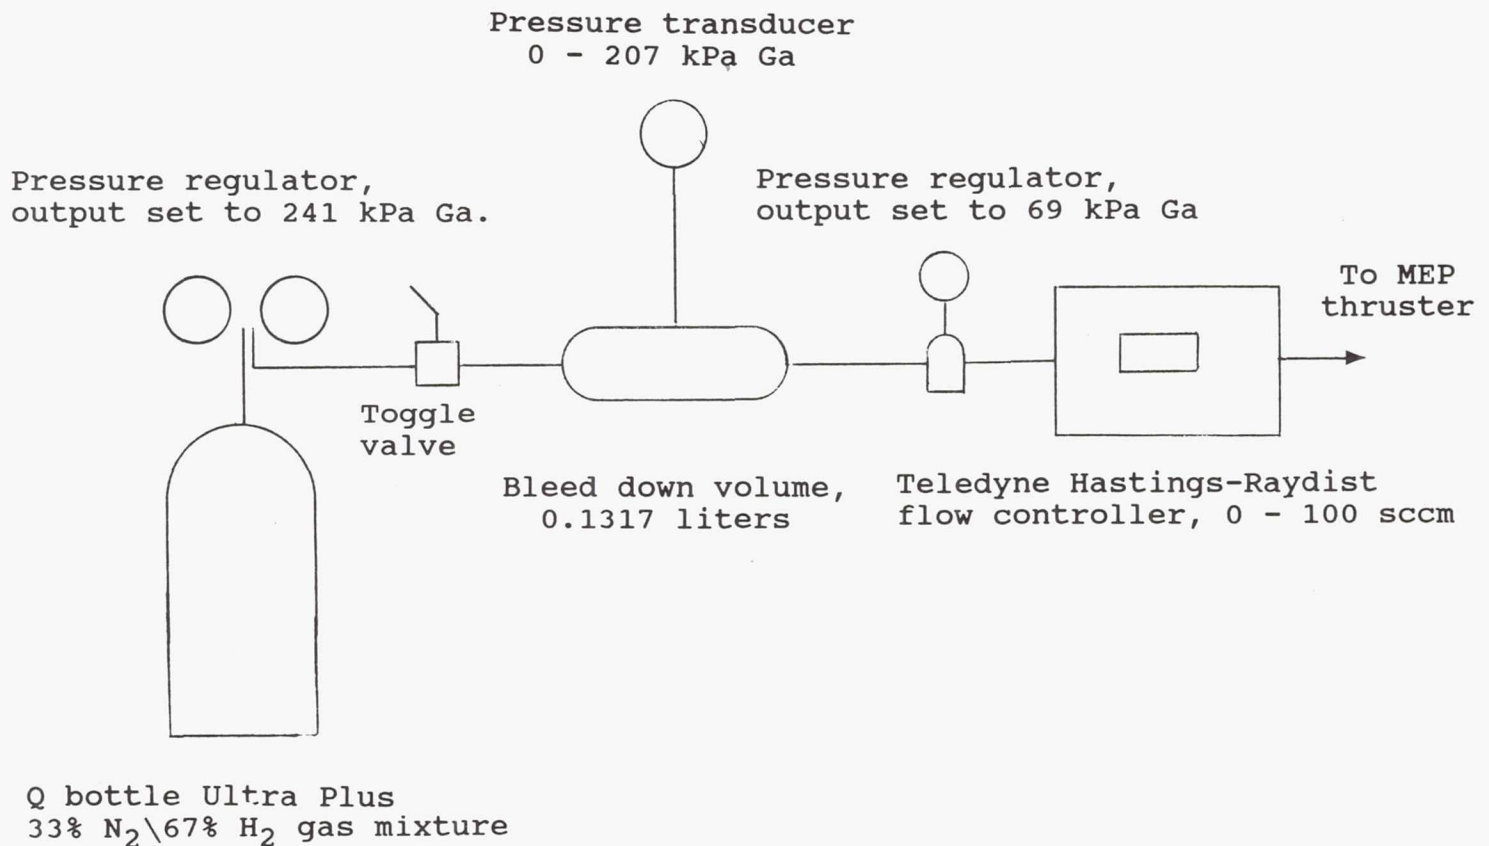 Pressure transducer
0 - 207 kPa Ga
Pressure regulator,
output set to 241 kPa Ga.
Pressure regulator,
output set to 69 kPa Ga
To MEP
thruster
Toggle
valve
Bleed down volume,
0.1317 liters
Teledyne Hastings-Raydist
flow controller, 0 - 100 sccm
Q bottle Ultra Plus
33% N₂\67% H₂ gas mixture